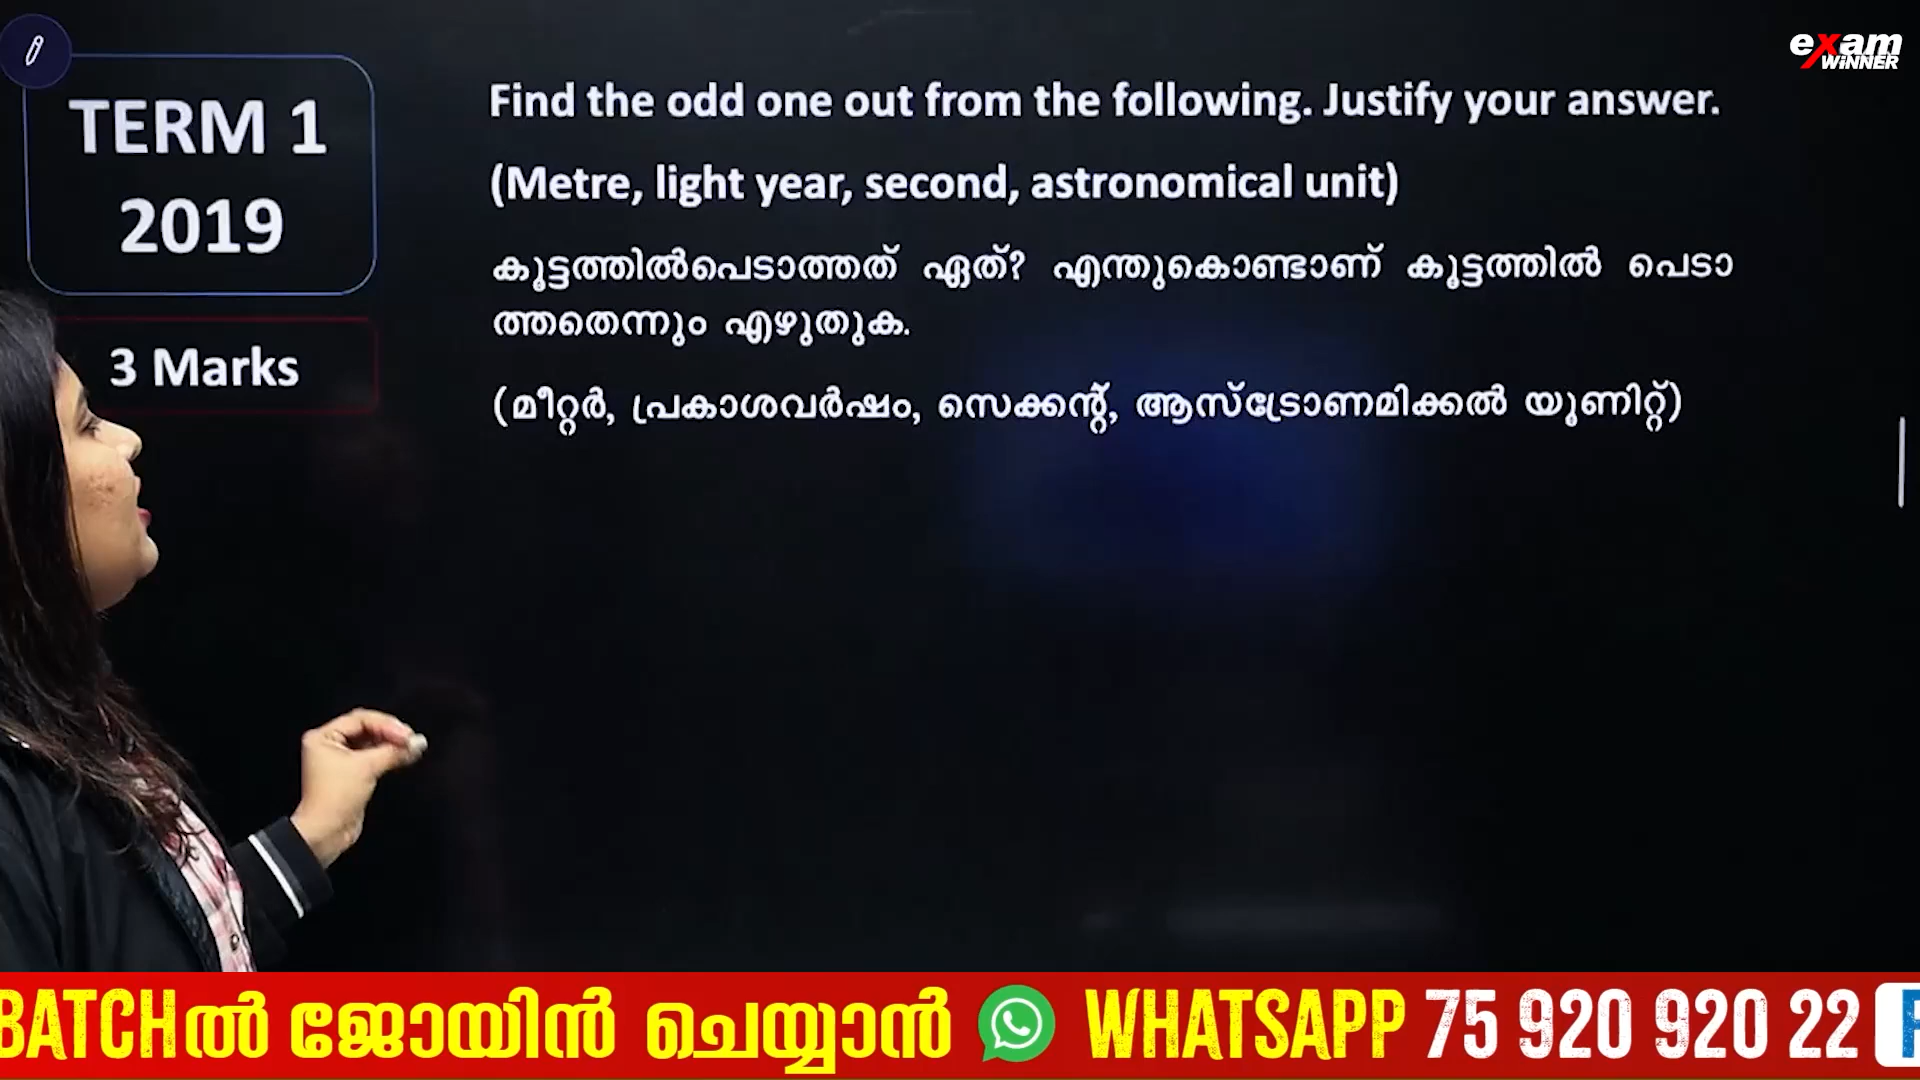 exam
WINNER
TERM 1
2019
3 Marks
Find the odd one out from the following. Justify your answer.
(Metre, light year, second, astronomical unit)
കൂട്ടത്തിൽപെടാത്തത് ഏത്? എന്തുകൊണ്ടാണ് കൂട്ടത്തിൽ പെടാ
ത്തതെന്നും എഴുതുക.
(മീറ്റർ, പ്രകാശവർഷം, സെക്കന്റ്, ആസ്ട്രോണമിക്കൽ യൂണിറ്റ്)
BATCHൽ ജോയിൻ ചെയ്യാൻ WHATSAPP 75 920 920 22